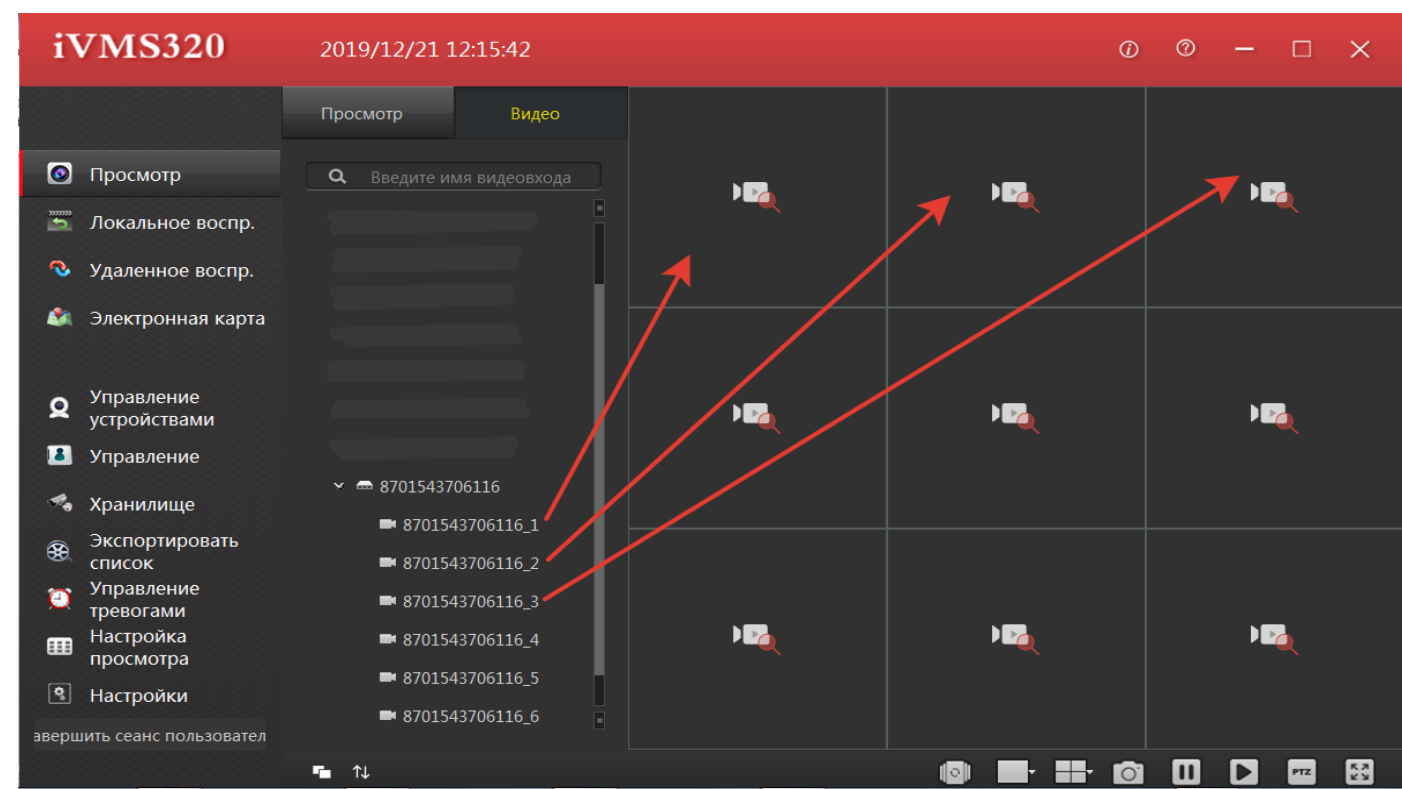 iVMS320
2019/12/21 12:15:42
Просмотр
Видео
Введите имя видеовхода
Просмотр
Локальное воспр.
Удаленное воспр.
Электронная карта
Управление
устройствами
Управление
Хранилище
Экспортировать
список
Управление
тревогами
Настройка
просмотра
Настройки
авершить сеанс пользовател
8701543706116
8701543706116_1
8701543706116_2
8701543706116_3
8701543706116_4
8701543706116_5
8701543706116_6
PTZ